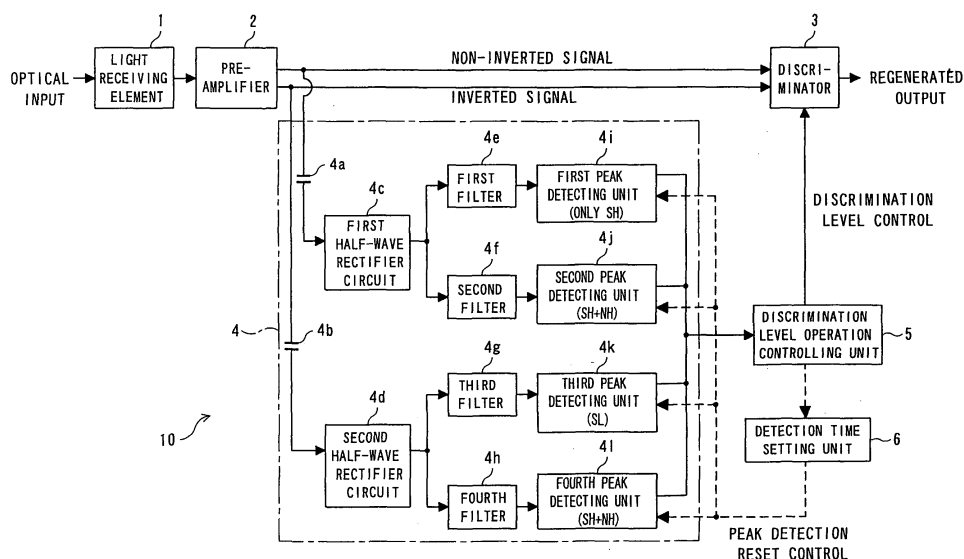 1
2
3
OPTICAL
INPUT
LIGHT
RECEIVING
ELEMENT
PRE-
AMPLIFIER
NON-INVERTED SIGNAL
INVERTED SIGNAL
DISCRI-
MINATOR
REGENERATED
OUTPUT
4a
4c
FIRST
HALF-WAVE
RECTIFIER
CIRCUIT
4e
FIRST
FILTER
4i
FIRST PEAK
DETECTING UNIT
(ONLY SH)
DISCRIMINATION
LEVEL CONTROL
4f
SECOND
FILTER
4j
SECOND PEAK
DETECTING UNIT
(SH+NH)
4
4b
DISCRIMINATION
LEVEL OPERATION
CONTROLLING UNIT
5
4g
THIRD
FILTER
4k
THIRD PEAK
DETECTING UNIT
(SL)
10
4d
SECOND
HALF-WAVE
RECTIFIER
CIRCUIT
DETECTION TIME
SETTING UNIT
6
4h
FOURTH
FILTER
4l
FOURTH PEAK
DETECTING UNIT
(SH+NH)
PEAK DETECTION
RESET CONTROL